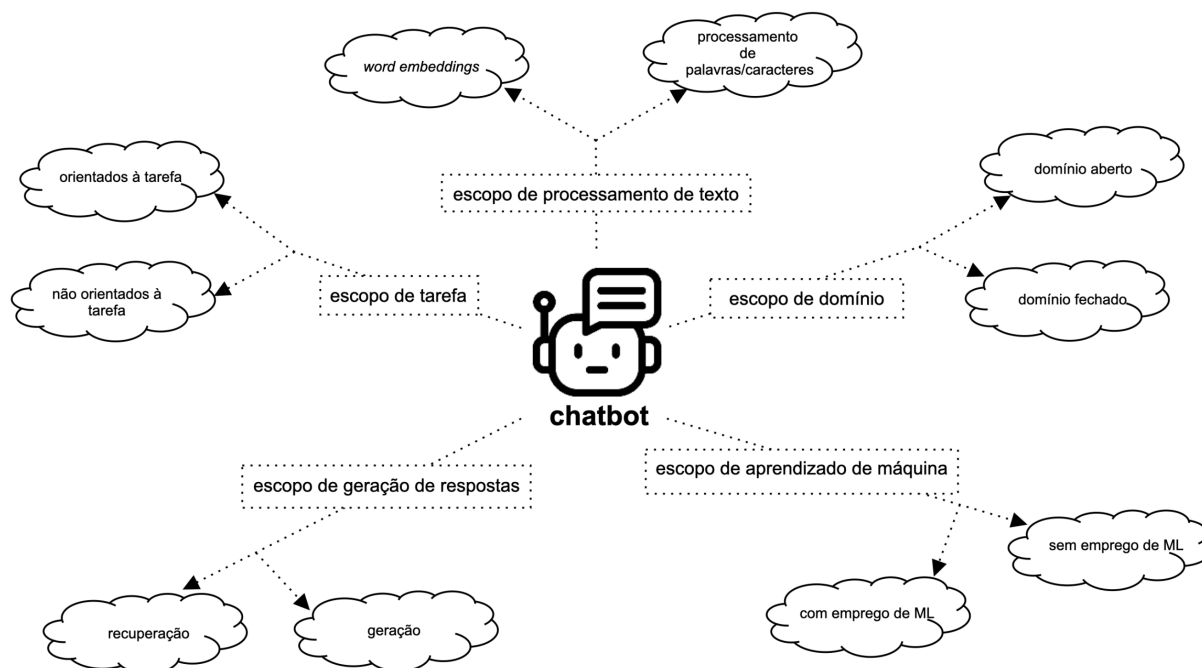 processamento
de
palavras/caracteres
word embeddings
orientados à tarefa
domínio aberto
escopo de processamento de texto
não orientados à
tarefa
escopo de tarefa
escopo de domínio
domínio fechado
chatbot
escopo de geração de respostas
escopo de aprendizado de máquina
sem emprego de ML
com emprego de ML
recuperação
geração